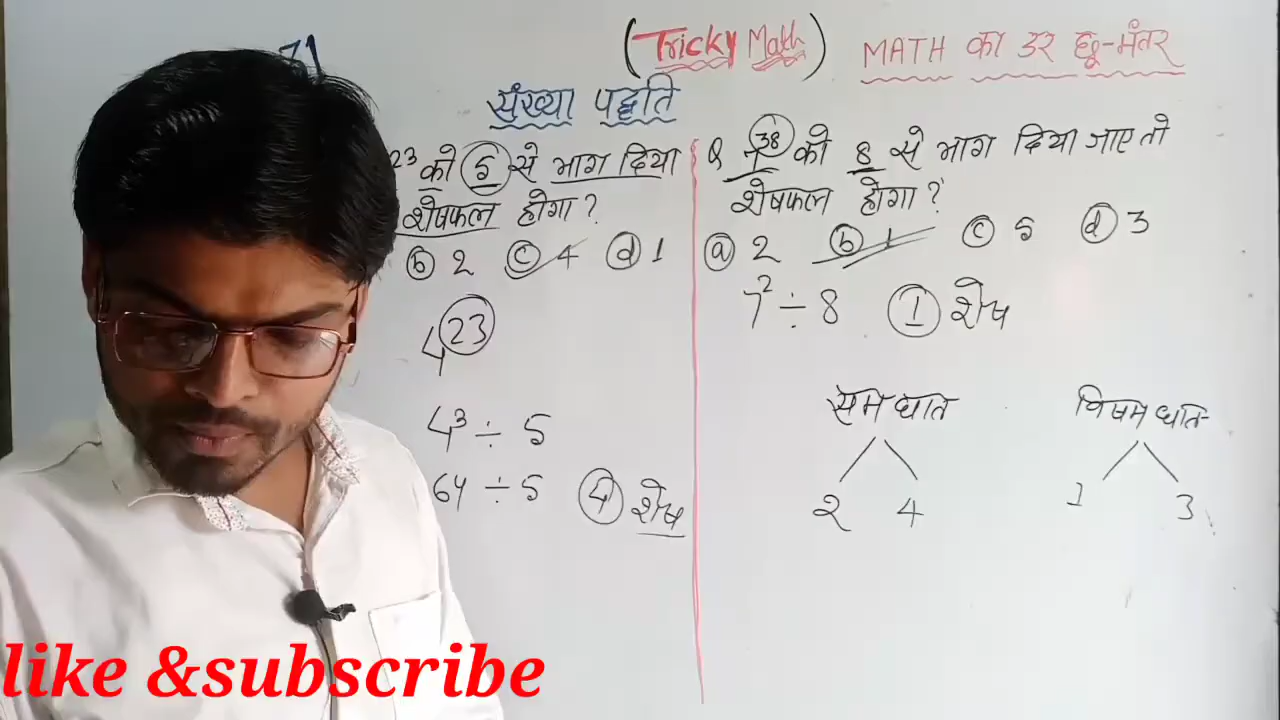 71
(Tricky Math) MATH का डर छू-मंतर
संख्या पद्धति
23 को 5 से भाग दिया
शेषफल होगा ?
ⓑ 2 ⓒ 4 ⓓ 1
4^23
4^3 ÷ 5
64 ÷ 5 ④ शेष
Q 7^38 को 8 से भाग दिया जाए तो
शेषफल होगा ?
ⓐ 2 ⓑ 1 ⓒ 5 ⓓ 3
7^2 ÷ 8 ① शेष
सम घात विषम घात
2 4 1 3
like &subscribe